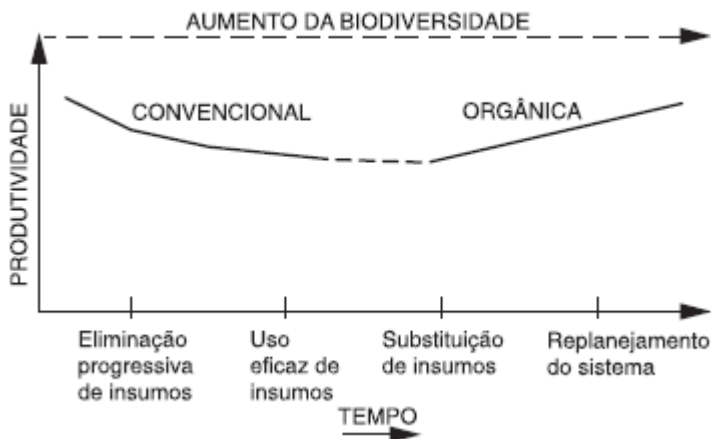 AUMENTO DA BIODIVERSIDADE
PRODUTIVIDADE
CONVENCIONAL
ORGÂNICA
Eliminação
progressiva
de insumos
Uso
eficaz de
insumos
Substituição
de insumos
Replanejamento
do sistema
TEMPO